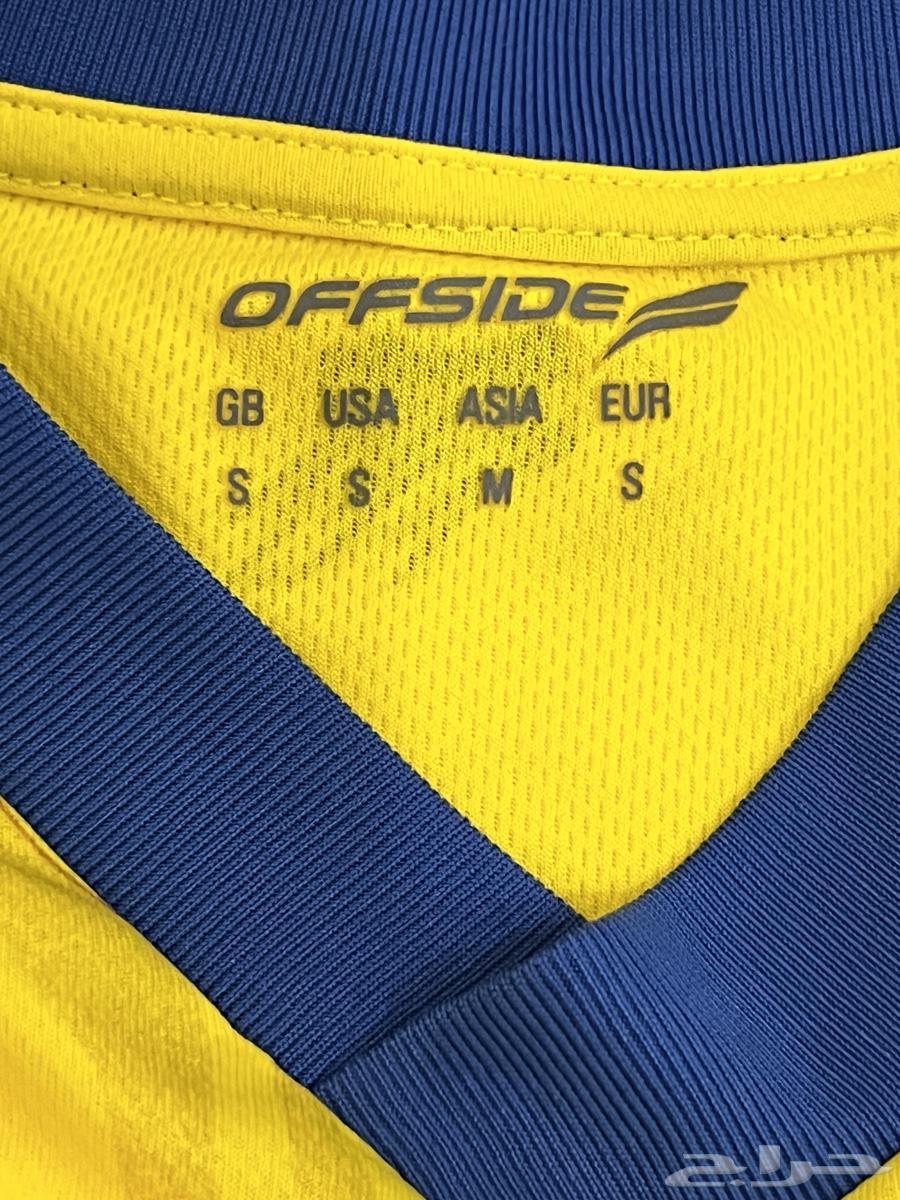 OFFSIDE
GB USA ASIA EUR
S S M S
حراج